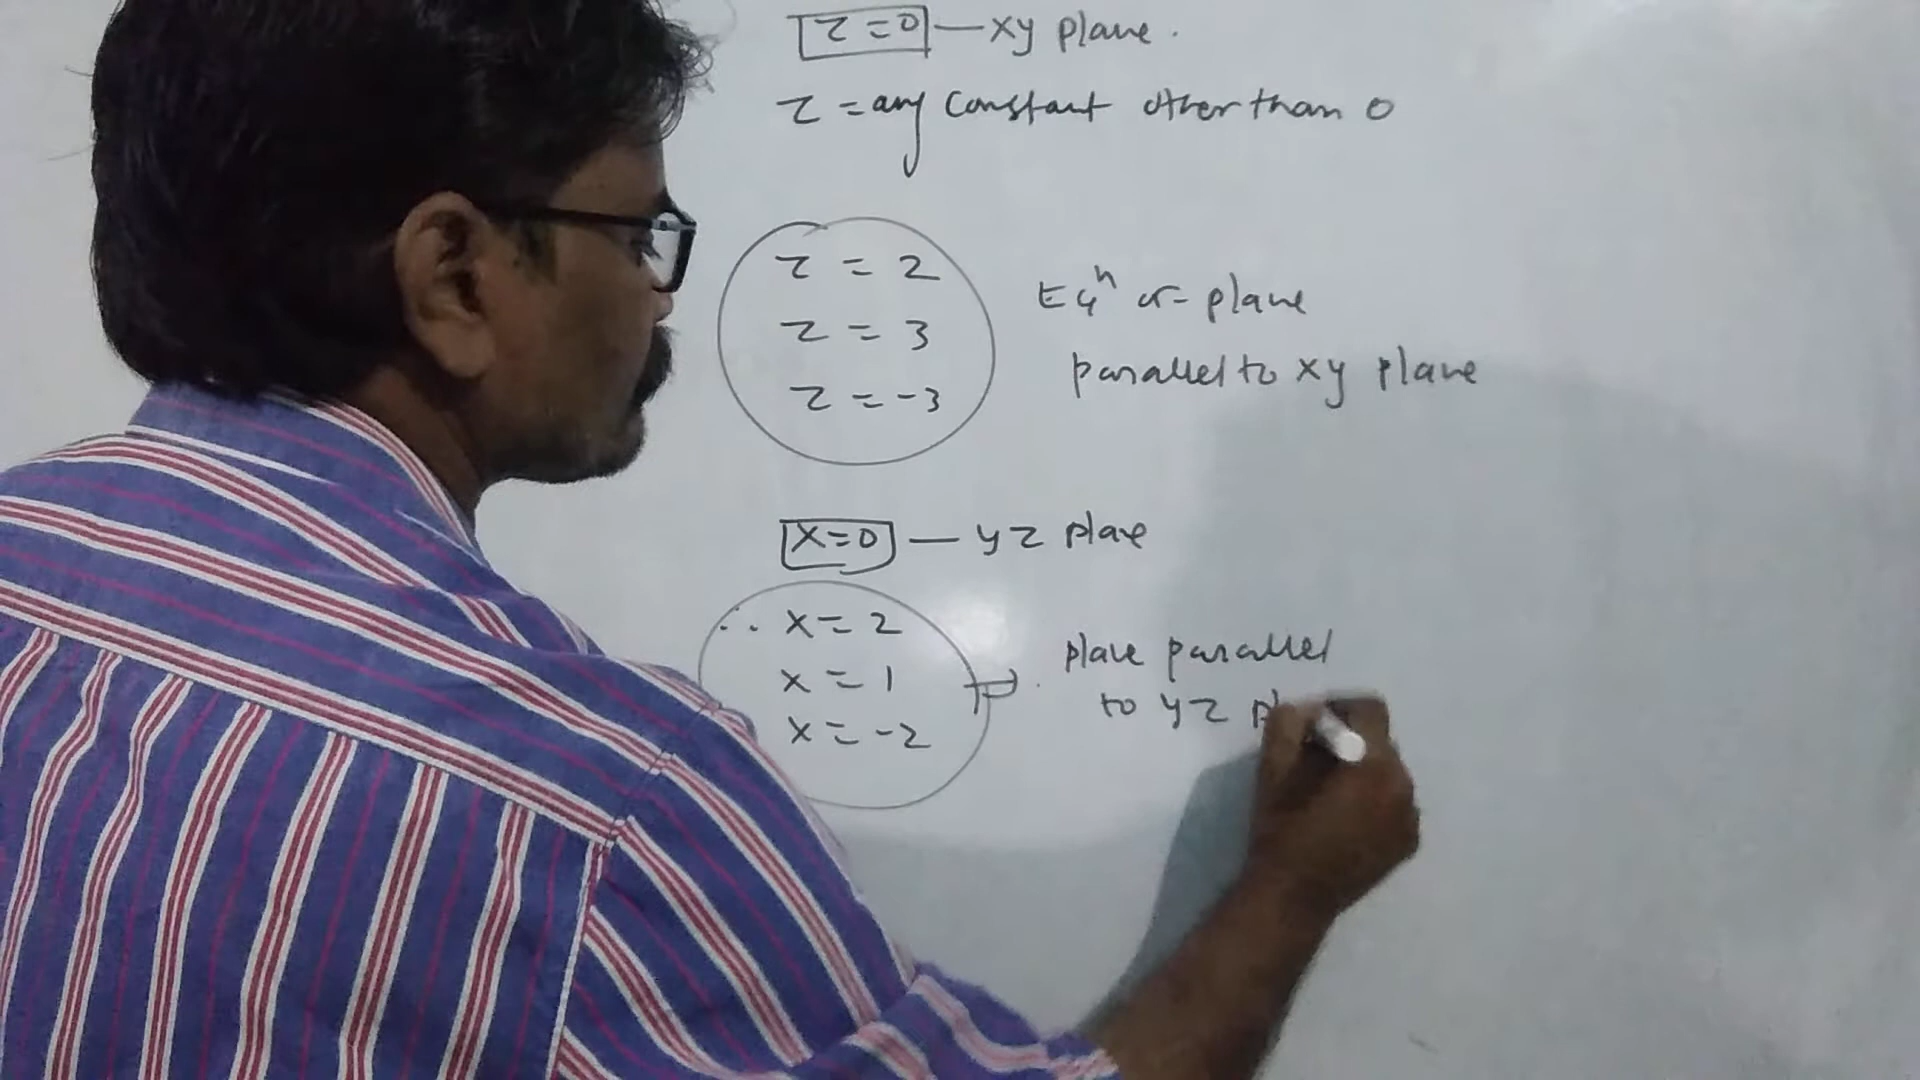 z=0 — xy plane.
z = any constant other than 0
z = 2
z = 3
z = -3
Eqⁿ of plane
parallel to xy plane
x=0 — yz plane
∴ x = 2
x = 1
x = -2
plane parallel
to yz